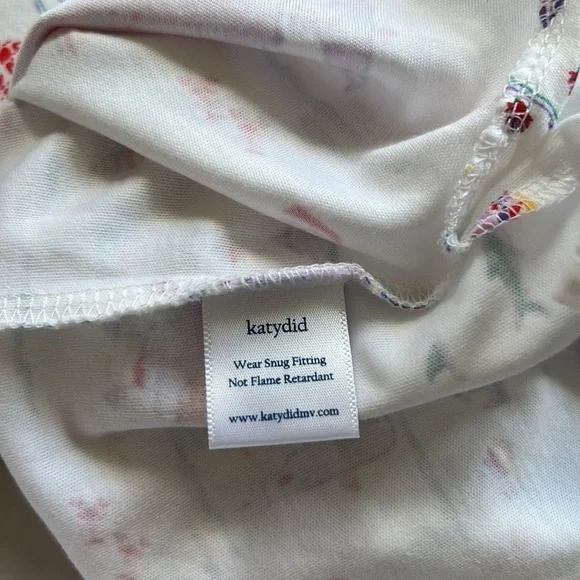 katydid
Wear Snug Fitting
Not Flame Retardant
www.katydidmv.com